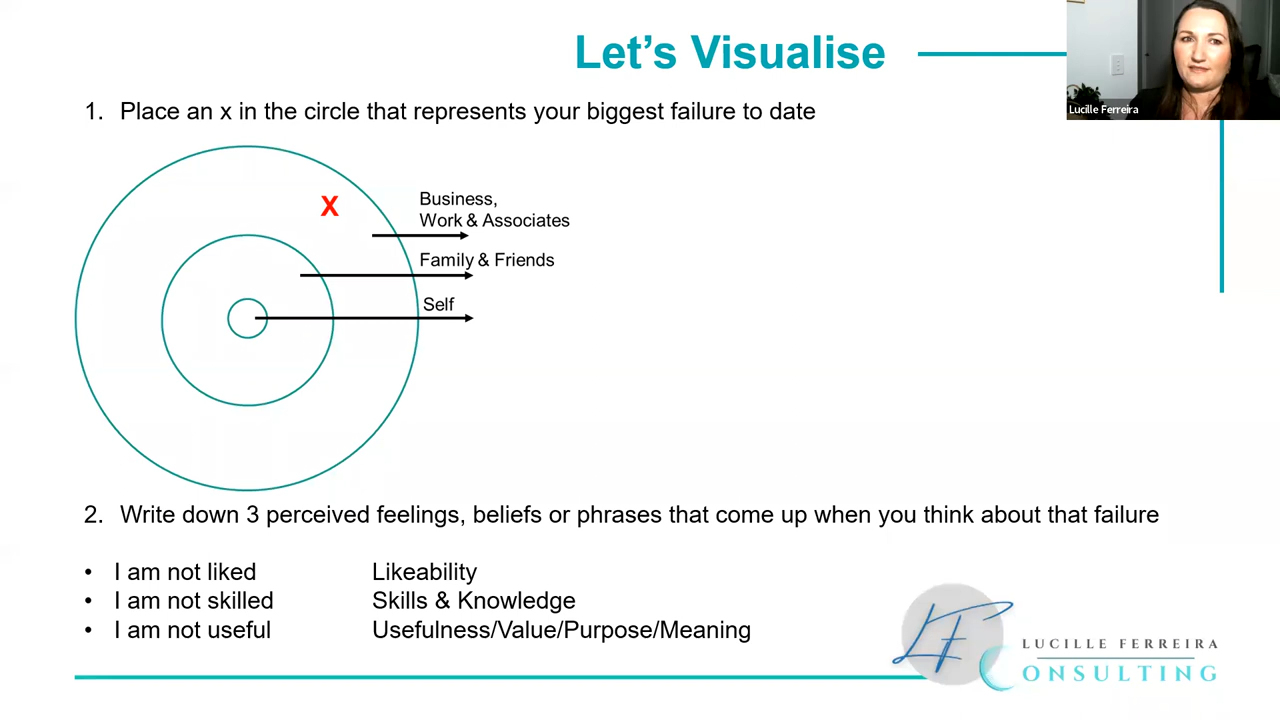 Let's Visualise
Lucille Ferreira
1. Place an x in the circle that represents your biggest failure to date
X
Business,
Work & Associates
Family & Friends
Self
2. Write down 3 perceived feelings, beliefs or phrases that come up when you think about that failure
• I am not liked Likeability
• I am not skilled Skills & Knowledge
• I am not useful Usefulness/Value/Purpose/Meaning
LF
LUCILLE FERREIRA
CONSULTING